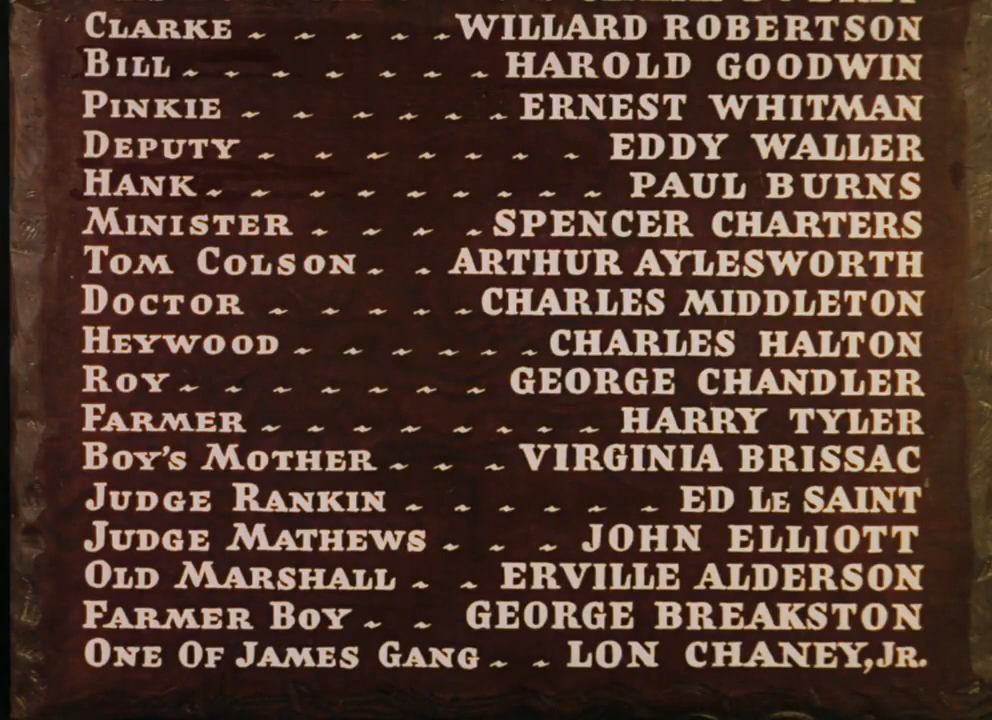 CLARKE ~ ~ ~ ~ ~ WILLARD ROBERTSON
BILL ~ ~ ~ ~ ~ ~ ~ HAROLD GOODWIN
PINKIE ~ ~ ~ ~ ~ ~ ERNEST WHITMAN
DEPUTY ~ ~ ~ ~ ~ ~ ~ EDDY WALLER
HANK ~ ~ ~ ~ ~ ~ ~ ~ ~ PAUL BURNS
MINISTER ~ ~ ~ ~ SPENCER CHARTERS
TOM COLSON ~ ~ ARTHUR AYLESWORTH
DOCTOR ~ ~ ~ ~ ~ CHARLES MIDDLETON
HEYWOOD ~ ~ ~ ~ ~ ~ CHARLES HALTON
ROY ~ ~ ~ ~ ~ ~ ~ GEORGE CHANDLER
FARMER ~ ~ ~ ~ ~ ~ ~ ~ HARRY TYLER
BOY'S MOTHER ~ ~ ~ VIRGINIA BRISSAC
JUDGE RANKIN ~ ~ ~ ~ ~ ~ ED LE SAINT
JUDGE MATHEWS ~ ~ ~ JOHN ELLIOTT
OLD MARSHALL ~ ~ ERVILLE ALDERSON
FARMER BOY ~ ~ GEORGE BREAKSTON
ONE OF JAMES GANG ~ ~ LON CHANEY, JR.